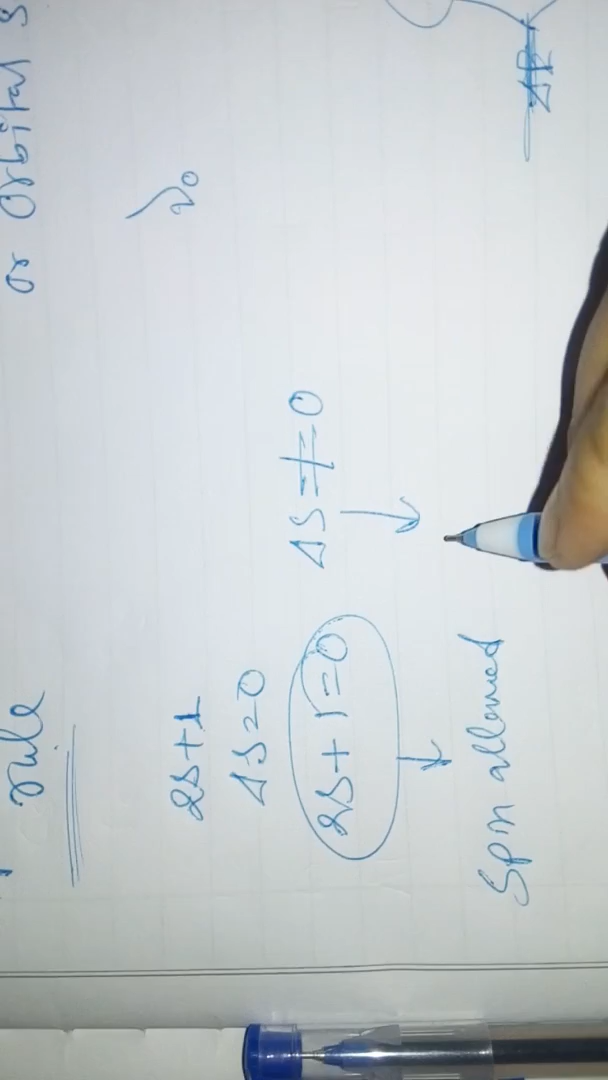 or orbital s
rule
2s+1
ΔS=0
2s+1=0
ΔS≠0
Spin allowed